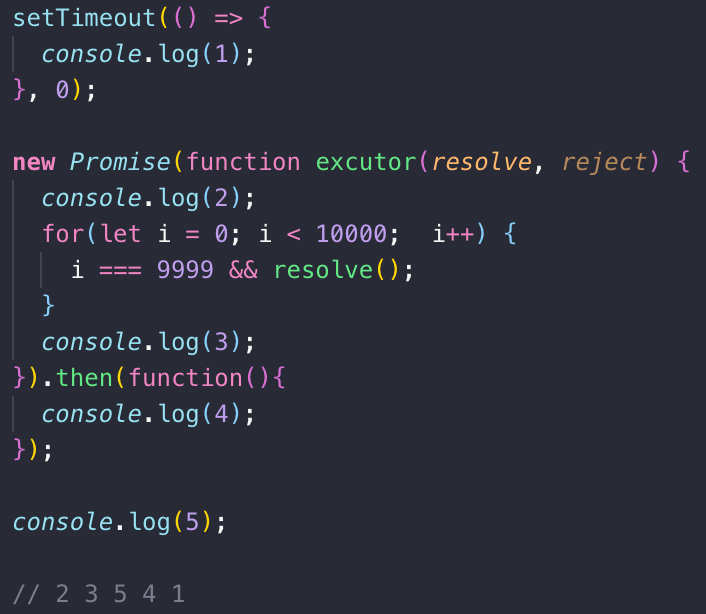 setTimeout(() => {
  console.log(1);
}, 0);

new Promise(function excutor(resolve, reject) {
  console.log(2);
  for(let i = 0; i < 10000;  i++) {
    i === 9999 && resolve();
  }
  console.log(3);
}).then(function(){
  console.log(4);
});

console.log(5);

// 2 3 5 4 1